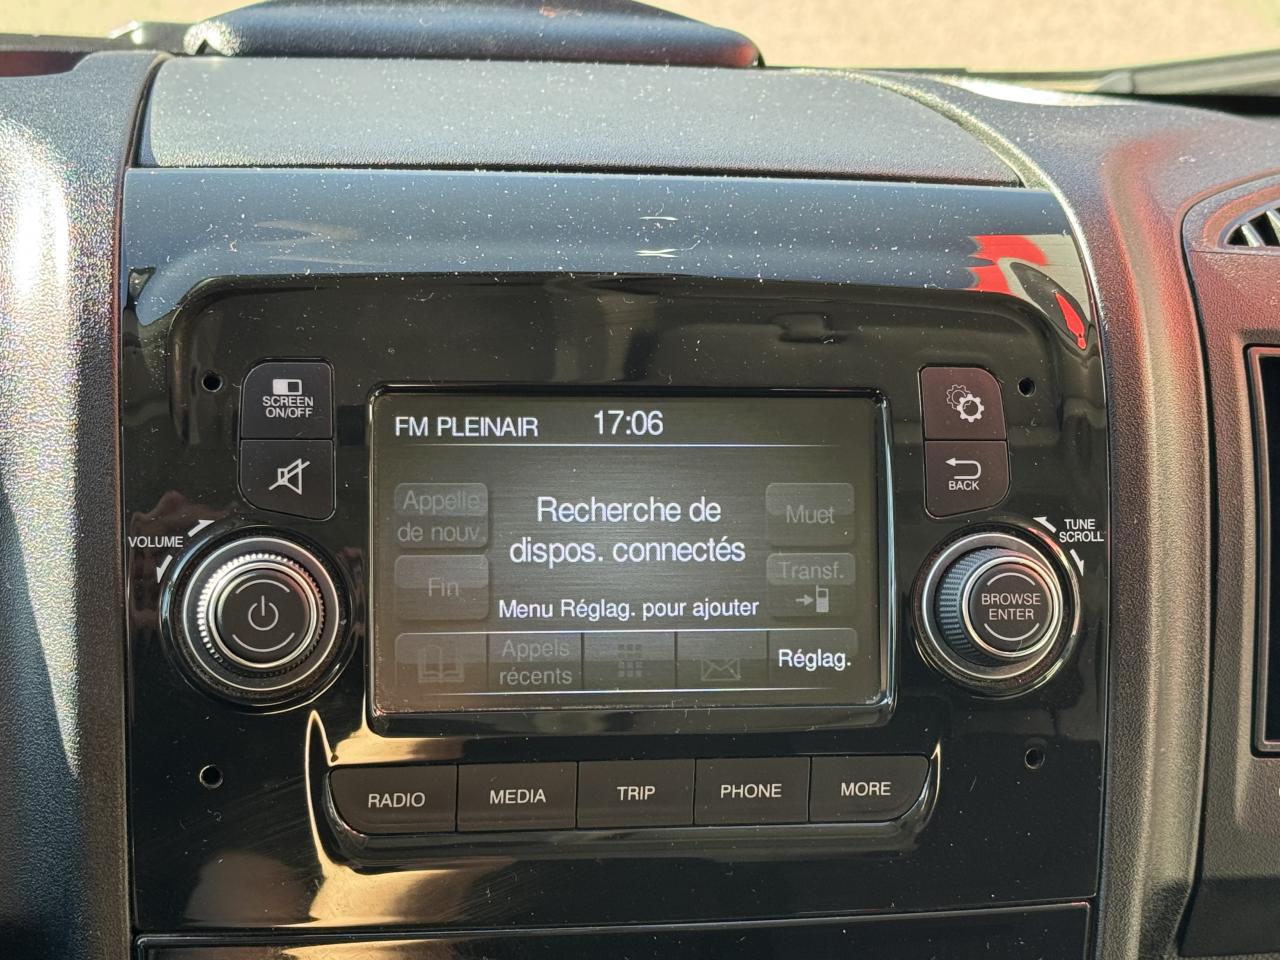 SCREEN
ON/OFF
VOLUME
FM PLEINAIR 17:06
Appelle
de nouv.
Recherche de
dispos. connectés
Muet
Fin
Transf.
Menu Réglag. pour ajouter
Appels
récents
Réglag.
BACK
TUNE
SCROLL
BROWSE
ENTER
RADIO
MEDIA
TRIP
PHONE
MORE